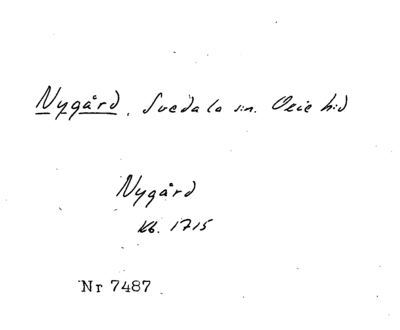 Nygård, Svedala sn. Oxie hd
Nygård
Kb. 1715
Nr 7487